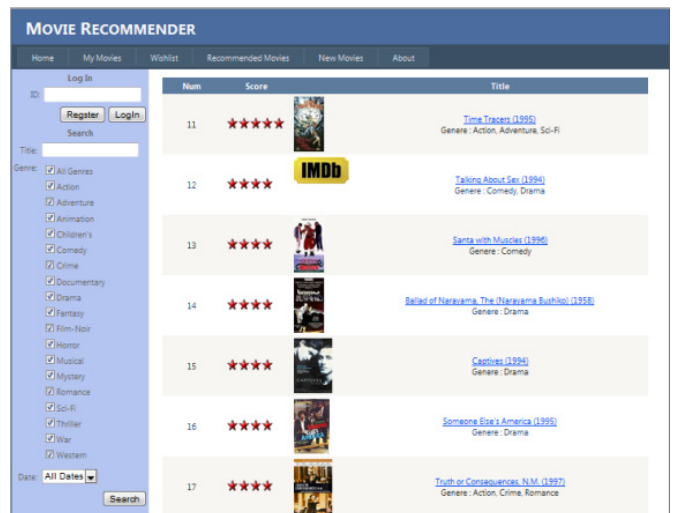 MOVIE RECOMMENDER
Home My Movies Wishlist Recommended Movies New Movies About
Log In
ID:
Regster LogIn
Search
Title:
Genre:
All Genres
Action
Adventure
Animation
Children's
Comedy
Crime
Documentary
Drama
Fantasy
Film-Noir
Horror
Musical
Mystery
Romance
Sci-Fi
Thriller
War
Western
Date: All Dates
Search
Num Score Title
11 Time Tracers (1995)
Genere : Action, Adventure, Sci-Fi
IMDb
12 Talking About Sex (1994)
Genere : Comedy, Drama
13 Santa with Muscles (1996)
Genere : Comedy
14 Ballad of Narayama, The (Narayama Bushiko) (1958)
Genere : Drama
15 Captives (1994)
Genere : Drama
CAPTIVES
16 Someone Else's America (1995)
Genere : Drama
17 Truth or Consequences, N.M. (1997)
Genere : Action, Crime, Romance